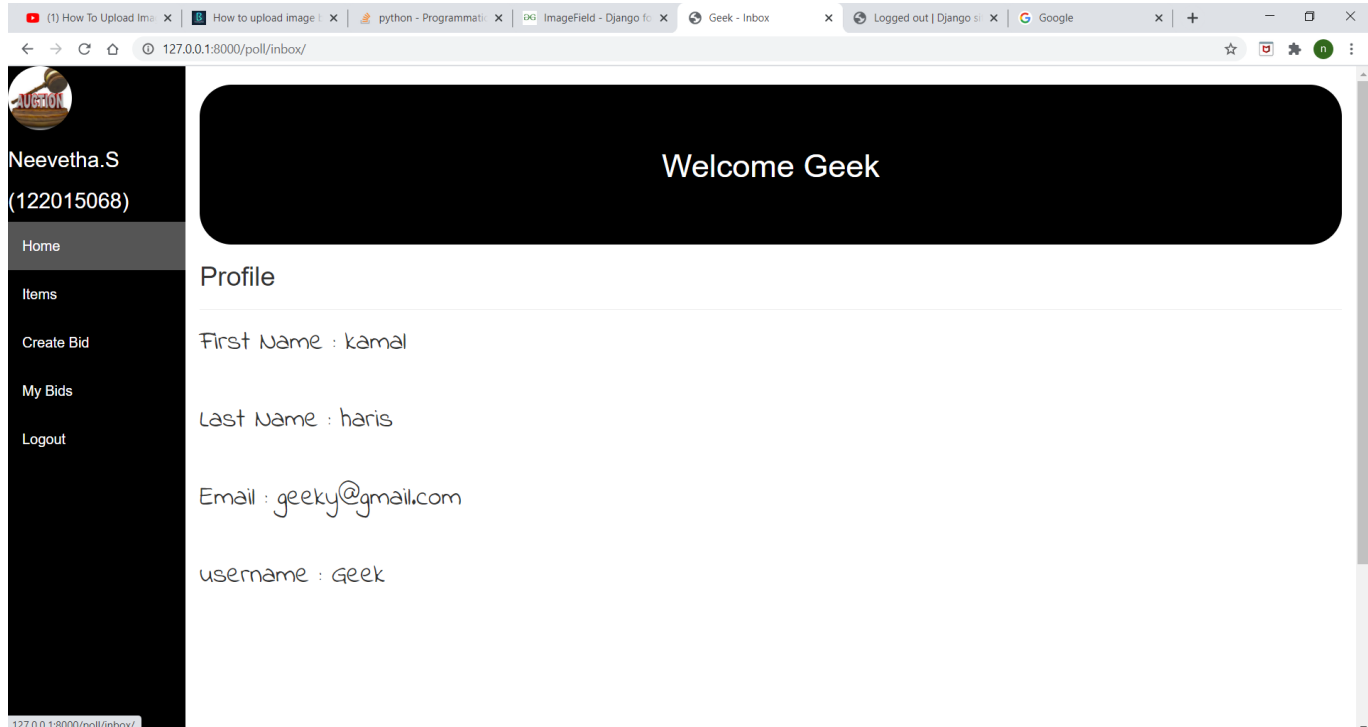 (1) How To Upload Ima
How to upload image
python - Programmatic
ImageField - Django fo
Geek - Inbox
Logged out | Django si
Google
127.0.0.1:8000/poll/inbox/
n
AUCTION
Neevetha.S
(122015068)
Home
Items
Create Bid
My Bids
Logout
Welcome Geek
Profile
First Name : kamal
Last Name : haris
Email : geeky@gmail.com
username : Geek
127.0.0.1:8000/poll/inbox/